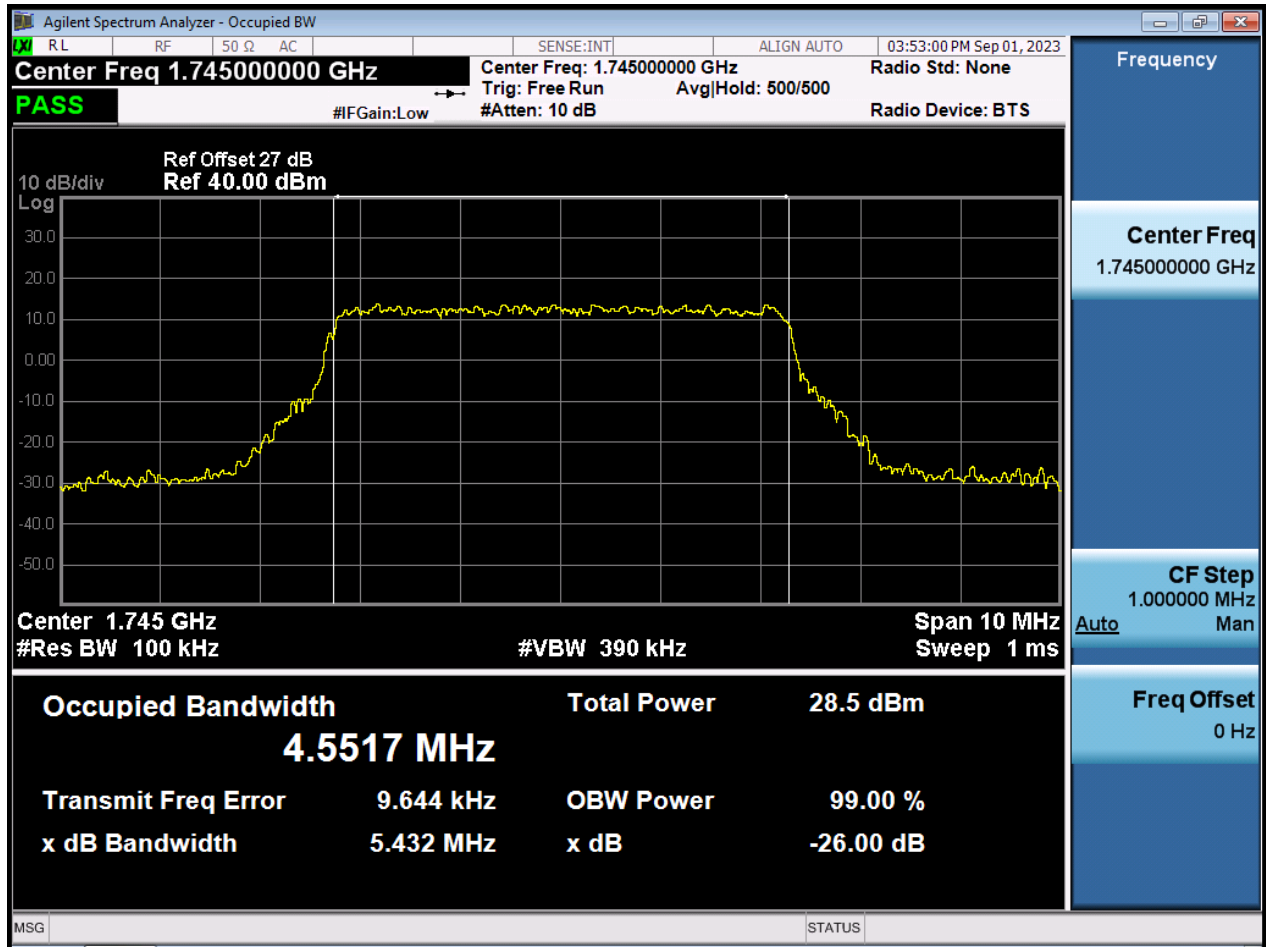 Agilent Spectrum Analyzer - Occupied BW
LXI RL RF 50 Ω AC SENSE:INT ALIGN AUTO 03:53:00 PM Sep 01, 2023
Center Freq 1.745000000 GHz
PASS
#IFGain:Low
Center Freq: 1.745000000 GHz
Trig: Free Run Avg|Hold: 500/500
#Atten: 10 dB
Radio Std: None
Radio Device: BTS
Ref Offset 27 dB
10 dB/div Ref 40.00 dBm
Log
30.0
20.0
10.0
0.00
-10.0
-20.0
-30.0
-40.0
-50.0
Center 1.745 GHz Span 10 MHz
#Res BW 100 kHz #VBW 390 kHz Sweep 1 ms
Occupied Bandwidth Total Power 28.5 dBm
4.5517 MHz
Transmit Freq Error 9.644 kHz OBW Power 99.00 %
x dB Bandwidth 5.432 MHz x dB -26.00 dB
Frequency
Center Freq
1.745000000 GHz
CF Step
1.000000 MHz
Auto Man
Freq Offset
0 Hz
MSG STATUS